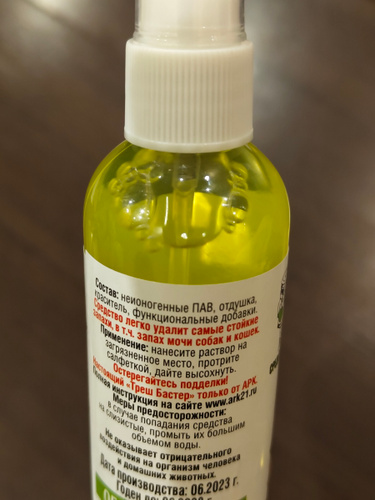 Состав: неионогенные ПАВ, отдушка,
краситель, функциональные добавки.
Средство легко удалит самые стойкие
запахи, в т.ч. запах мочи собак и кошек.
Применение: нанесите раствор на
загрязненное место, протрите
салфеткой, дайте высохнуть.
Остерегайтесь подделки!
Настоящий «Треш Бастер» только от АРК.
Полная инструкция на сайте www.ark21.ru
Меры предосторожности:
в случае попадания средства
на слизистые, промыть их большим
объемом воды.
Не оказывает отрицательного
воздействия на организм человека
и домашних животных.
Дата производства: 06.2023 г.
Годен до: